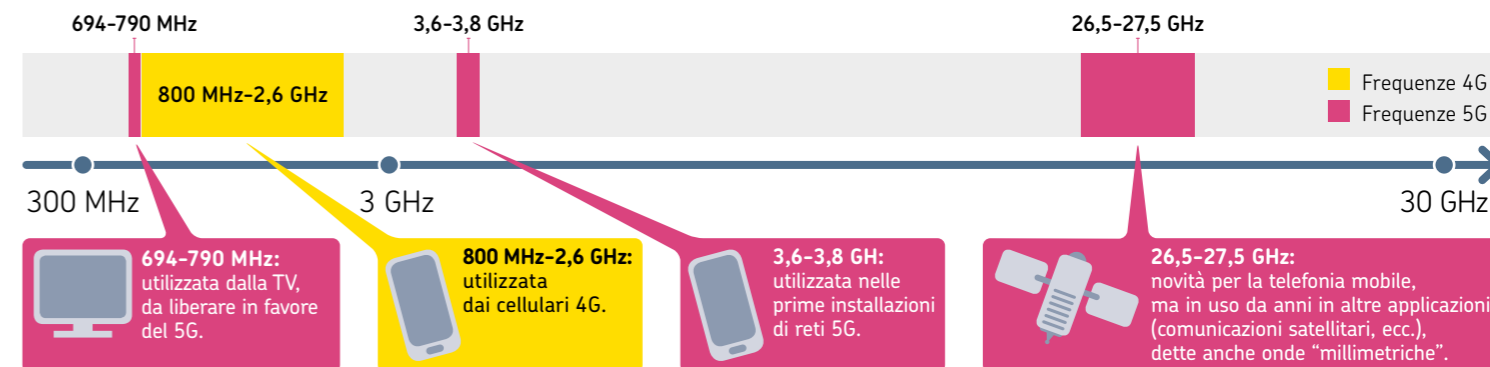 694-790 MHz
3,6-3,8 GHz
26,5-27,5 GHz
800 MHz-2,6 GHz
Frequenze 4G
Frequenze 5G
300 MHz
3 GHz
30 GHz
694-790 MHz:
utilizzata dalla TV,
da liberare in favore
del 5G.
800 MHz-2,6 GHz:
utilizzata
dai cellulari 4G.
3,6-3,8 GH:
utilizzata nelle
prime installazioni
di reti 5G.
26,5-27,5 GHz:
novità per la telefonia mobile,
ma in uso da anni in altre applicazioni
(comunicazioni satellitari, ecc.),
dette anche onde “millimetriche”.